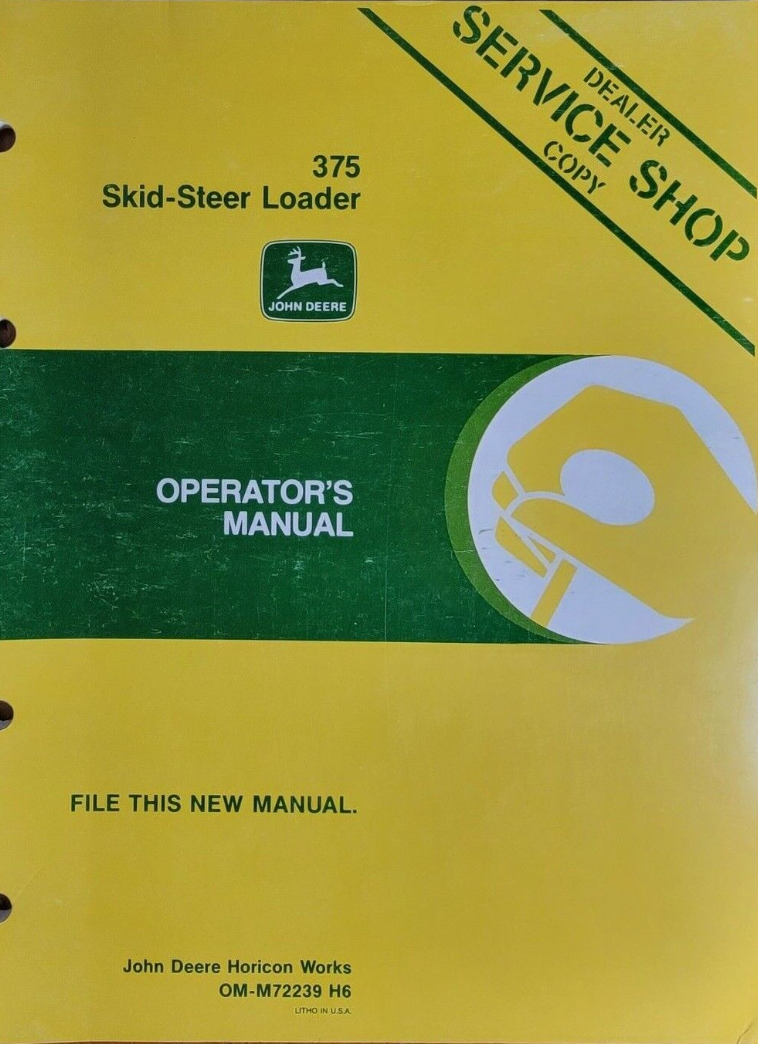 DEALER
SERVICE SHOP
COPY
375
Skid-Steer Loader
JOHN DEERE
OPERATOR'S
MANUAL
FILE THIS NEW MANUAL.
John Deere Horicon Works
OM-M72239 H6
LITHO IN U.S.A.